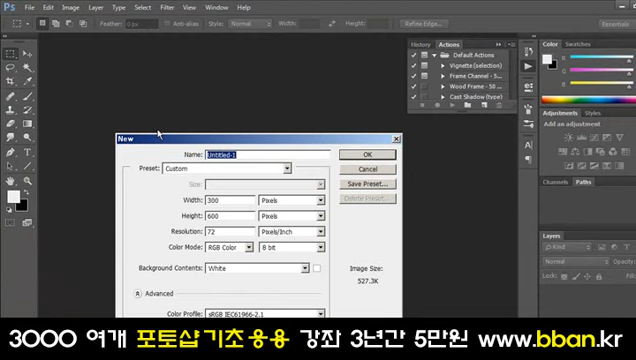 Ps File Edit Image Layer Type Select Filter View Window Help
Feather: 0 px Anti-alias Style: Normal Width: Height: Refine Edge... Essentials
History Actions
Default Actions
Vignette (selection)
Frame Channel - 5...
Wood Frame - 50...
Cast Shadow (type)
Color Swatches
Adjustments Styles
Add an adjustment
Channels Paths
Layers
Kind
Normal Opacity:
Lock: Fill:
New
Name: Untitled-1 OK
Preset: Custom Cancel
Size: Save Preset...
Delete Preset...
Width: 300 Pixels
Height: 600 Pixels
Resolution: 72 Pixels/Inch
Color Mode: RGB Color 8 bit
Background Contents: White
Image Size:
527.3K
Advanced
Color Profile: sRGB IEC61966-2.1
3000 여개 포토샵기초응용 강좌 3년간 5만원 www.bban.kr